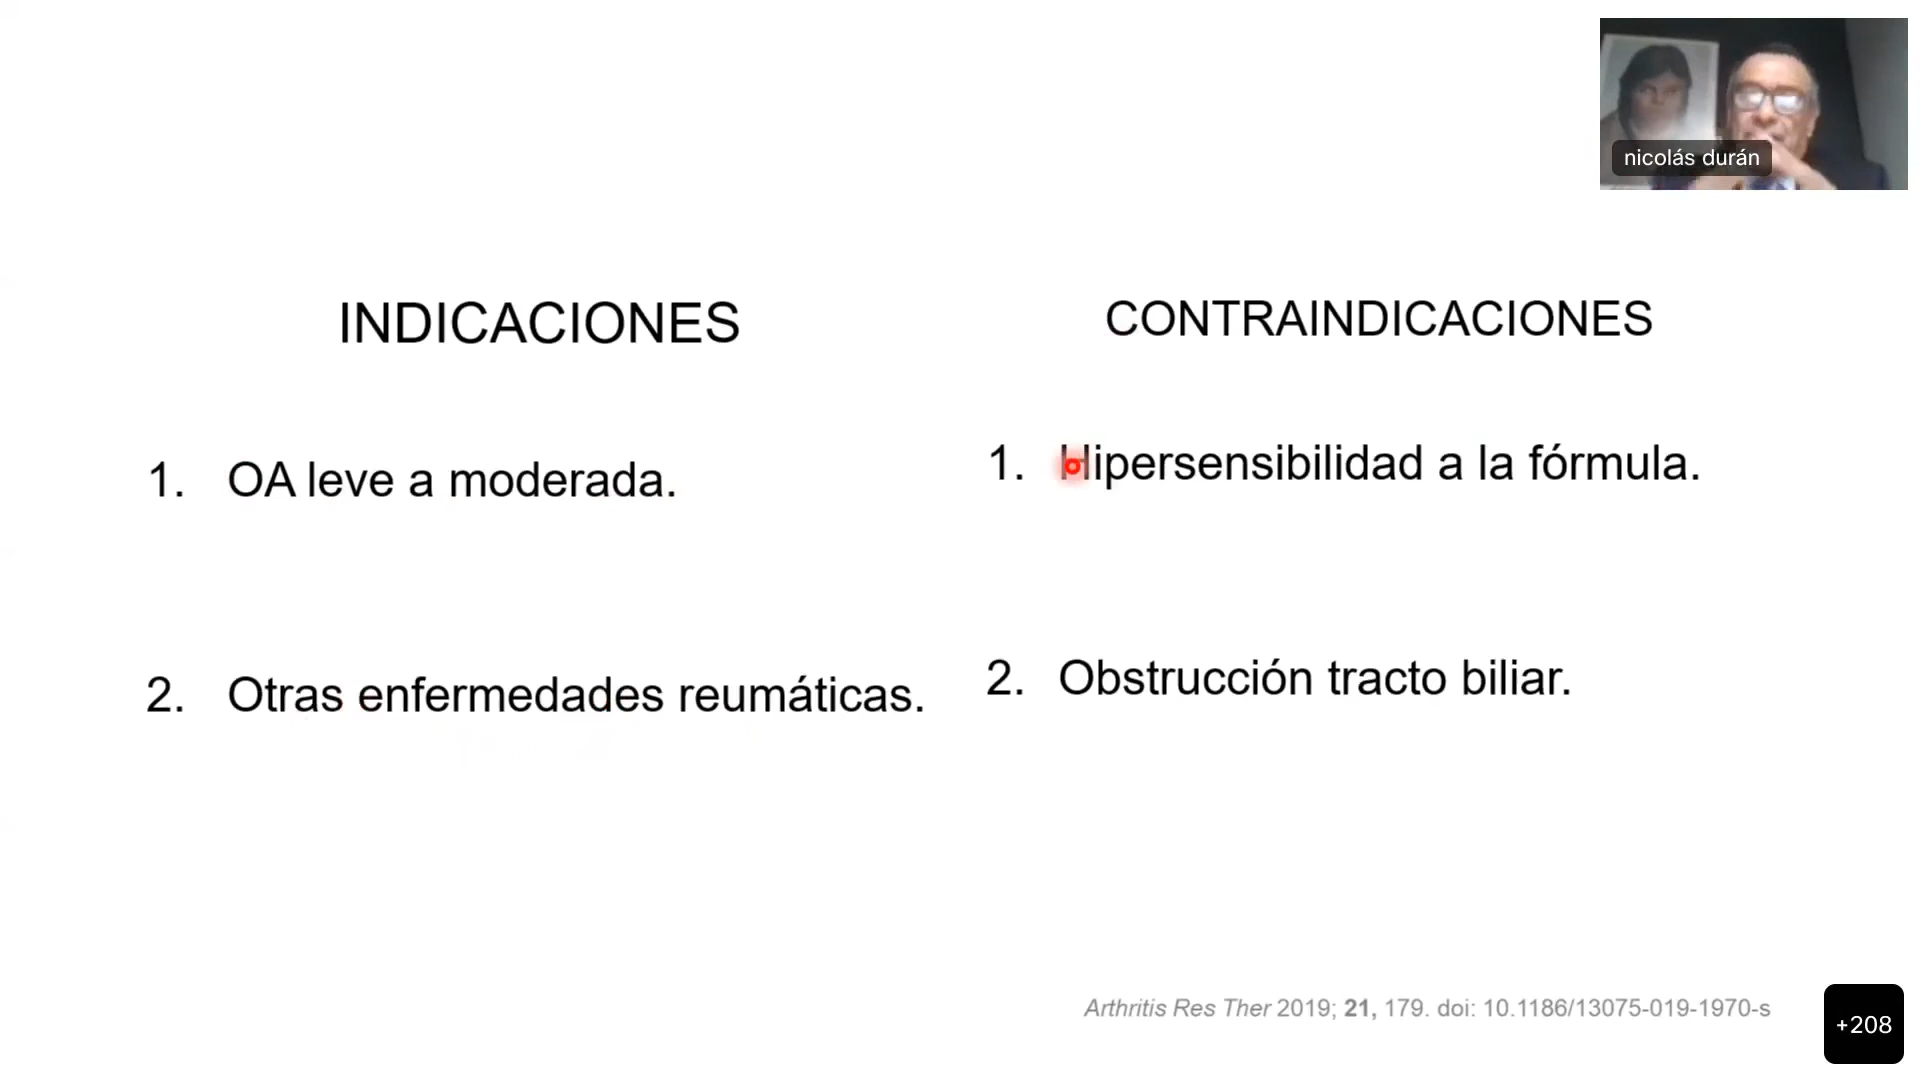 nicolás durán
INDICACIONES
1. OA leve a moderada.
2. Otras enfermedades reumáticas.
CONTRAINDICACIONES
1. Hipersensibilidad a la fórmula.
2. Obstrucción tracto biliar.
Arthritis Res Ther 2019; 21, 179. doi: 10.1186/13075-019-1970-s
+208